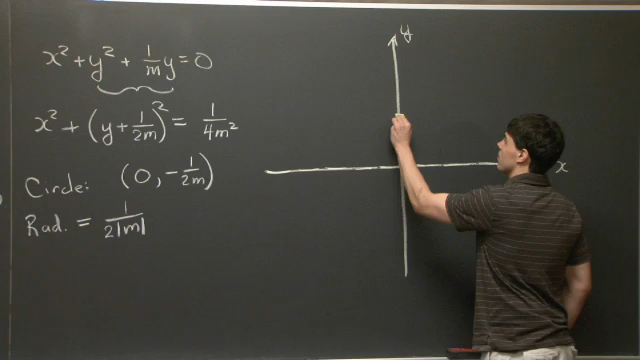 x² + y² + 1/m y = 0
x² + (y + 1/2m)² = 1/4m²
Circle: (0, -1/2m)
Rad. = 1/2|m|
y
x